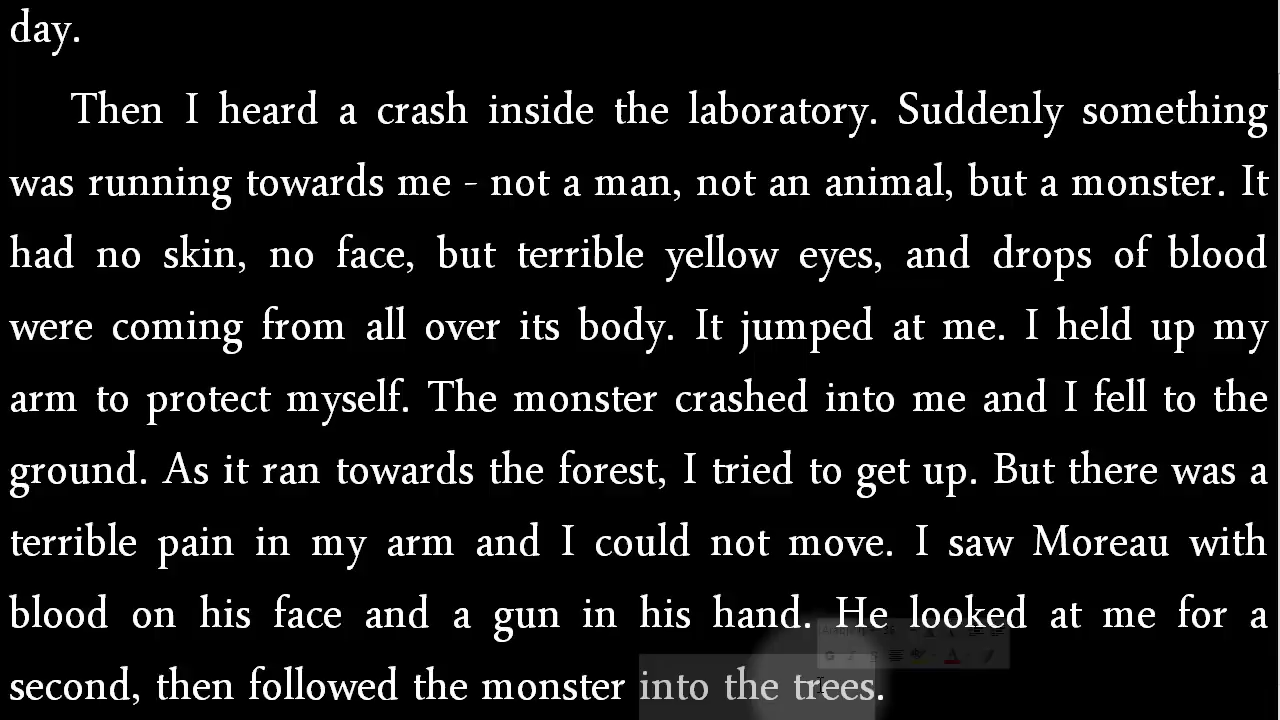 day.
Then I heard a crash inside the laboratory. Suddenly something
was running towards me - not a man, not an animal, but a monster. It
had no skin, no face, but terrible yellow eyes, and drops of blood
were coming from all over its body. It jumped at me. I held up my
arm to protect myself. The monster crashed into me and I fell to the
ground. As it ran towards the forest, I tried to get up. But there was a
terrible pain in my arm and I could not move. I saw Moreau with
blood on his face and a gun in his hand. He looked at me for a
second, then followed the monster into the trees.